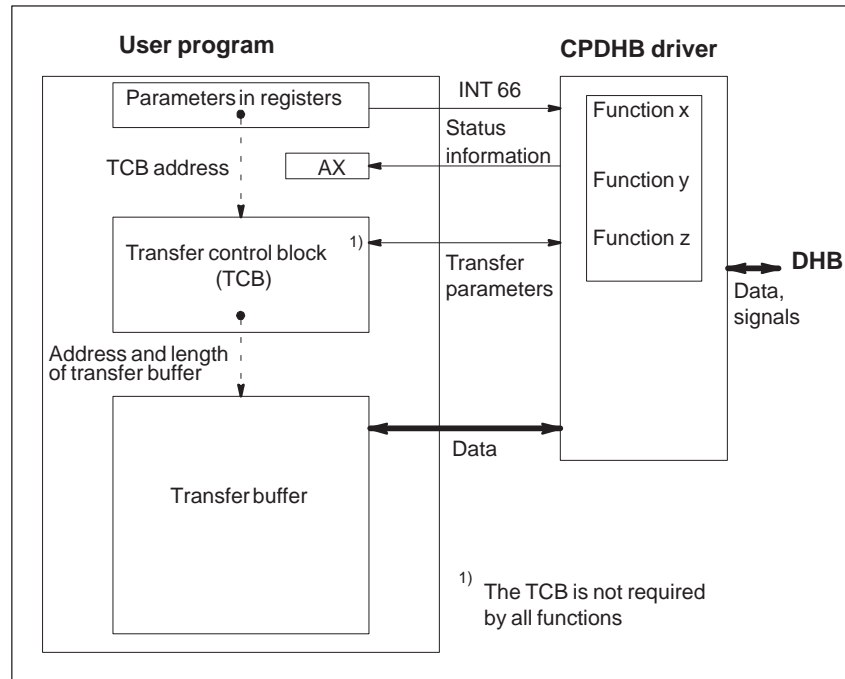 User program
CPDHB driver
Parameters in registers
INT 66
Function x
Status
information
TCB address
AX
Function y
Transfer control block 1)
(TCB)
Function z
Transfer
parameters
DHB
Data,
signals
Address and length
of transfer buffer
Data
Transfer buffer
1) The TCB is not required
by all functions